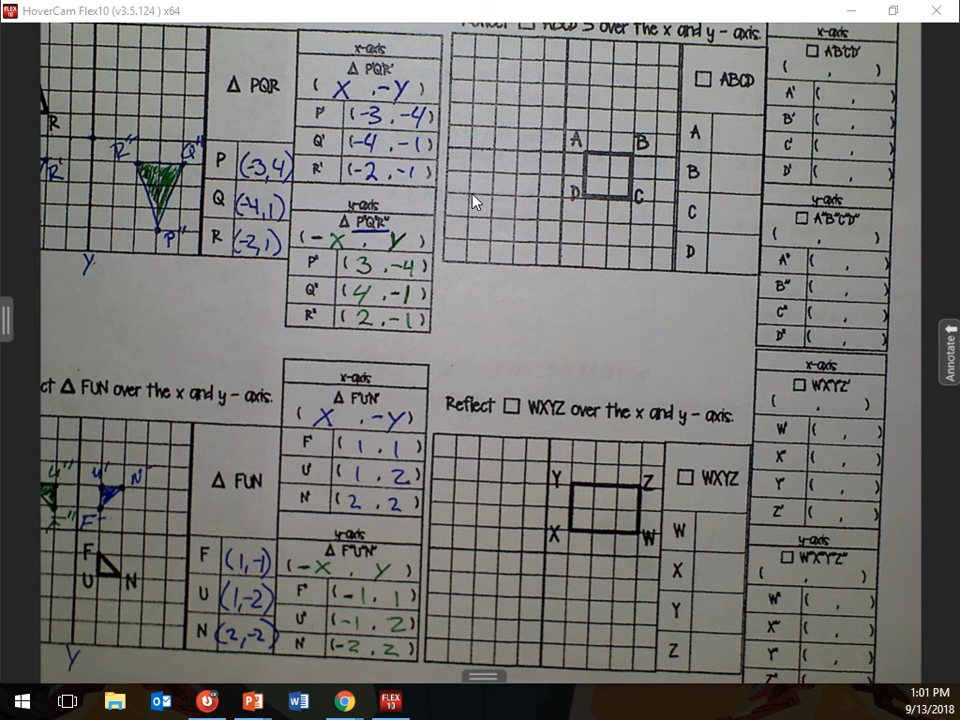 HoverCam Flex10 (v3.5.124 ) x64
□ ABCD over the x and y – axis.
Δ PQR
P (-3,4)
Q (-4,1)
R (-2,1)
x-axis
Δ P'Q'R'
( X , -Y )
P' (-3 , -4)
Q' (-4 , -1)
R' (-2 , -1)
y-axis
Δ P"Q"R"
(-X , Y)
P" (3 , -4)
Q" (4 , -1)
R" (2 , -1)
R
R'
R"
Q"
P"
Y
A
B
D
C
□ ABCD
A
B
C
D
x-axis
□ A'B'C'D'
( , )
A' ( , )
B' ( , )
C' ( , )
D' ( , )
y-axis
□ A"B"C"D"
( , )
A" ( , )
B" ( , )
C" ( , )
D" ( , )
Annotate
ct Δ FUN over the x and y – axis.
U"
F"
U'
N'
F'
F
U
N
Y
Δ FUN
F (1,-1)
U (1,-2)
N (2,-2)
x-axis
Δ F'U'N'
( X , -Y )
F' ( 1 , 1 )
U' ( 1 , 2 )
N' ( 2 , 2 )
y-axis
Δ F"U"N"
(-X , Y )
F" (-1 , 1 )
U" (-1 , 2 )
N" (-2 , 2 )
Reflect □ WXYZ over the x and y – axis.
Y
Z
X
W
□ WXYZ
W
X
Y
Z
x-axis
□ W'X'Y'Z'
( , )
W' ( , )
X' ( , )
Y' ( , )
Z' ( , )
y-axis
□ W"X"Y"Z"
( , )
W" ( , )
X" ( , )
Y" ( , )
1:01 PM
9/13/2018